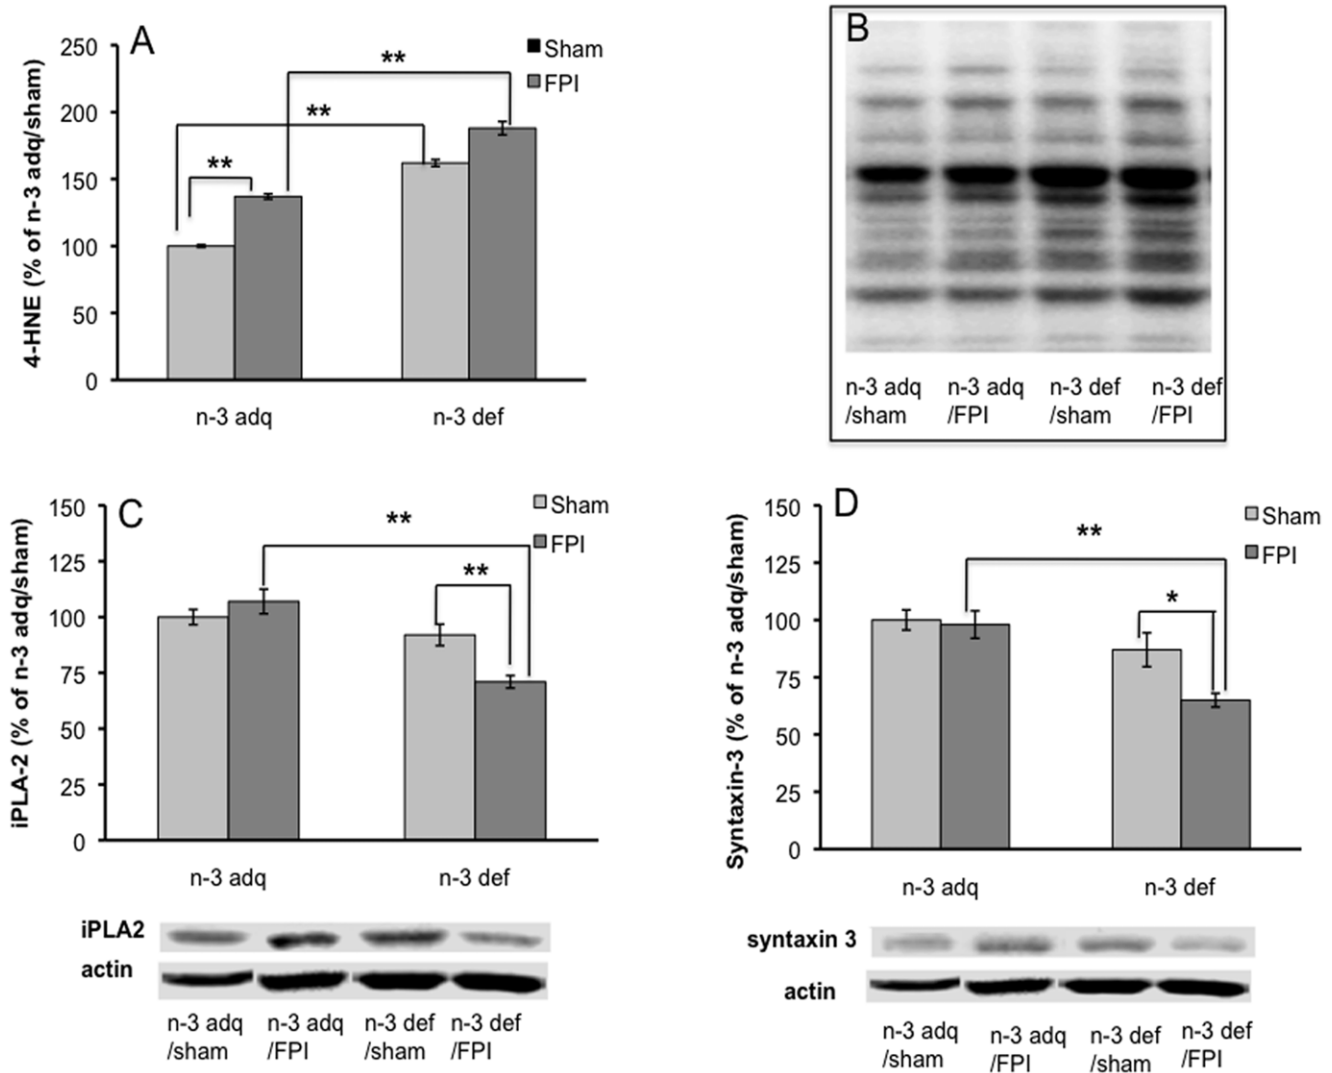 A
4-HNE (% of n-3 adq/sham)
250
200
150
100
50
0
**
**
**
Sham
FPI
n-3 adq
n-3 def
B
n-3 adq
/sham
n-3 adq
/FPI
n-3 def
/sham
n-3 def
/FPI
C
iPLA-2 (% of n-3 adq/sham)
150
125
100
75
50
25
0
**
**
Sham
FPI
n-3 adq
n-3 def
iPLA2
actin
n-3 adq
/sham
n-3 adq
/FPI
n-3 def
/sham
n-3 def
/FPI
D
Syntaxin-3 (% of n-3 adq/sham)
150
125
100
75
50
25
0
**
*
Sham
FPI
n-3 adq
n-3 def
syntaxin 3
actin
n-3 adq
/sham
n-3 adq
/FPI
n-3 def
/sham
n-3 def
/FPI